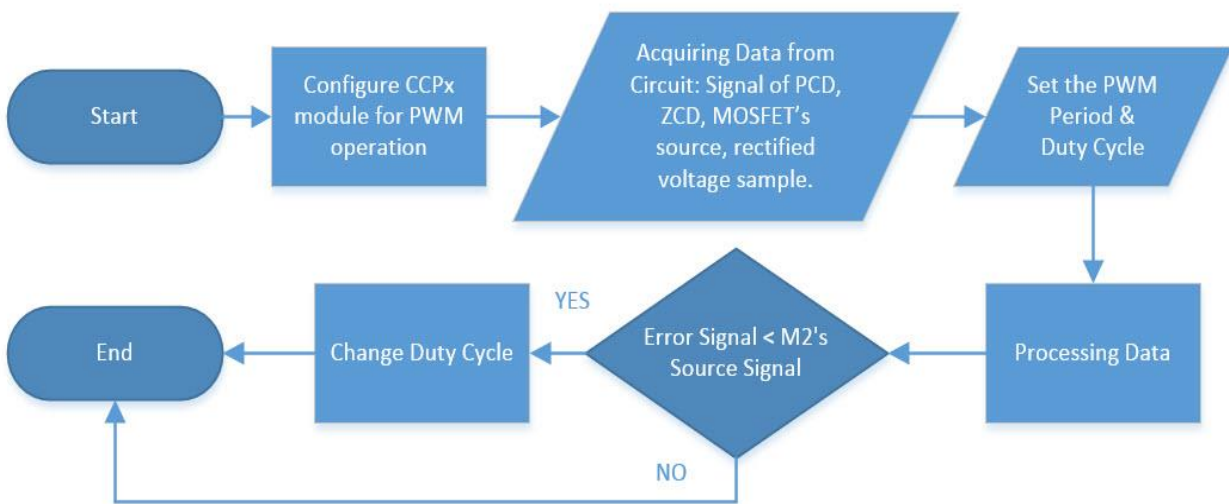 Start
Configure CCPx
module for PWM
operation
Acquiring Data from
Circuit: Signal of PCD,
ZCD, MOSFET’s
source, rectified
voltage sample.
Set the PWM
Period &
Duty Cycle
Processing Data
Error Signal < M2's
Source Signal
YES
Change Duty Cycle
End
NO